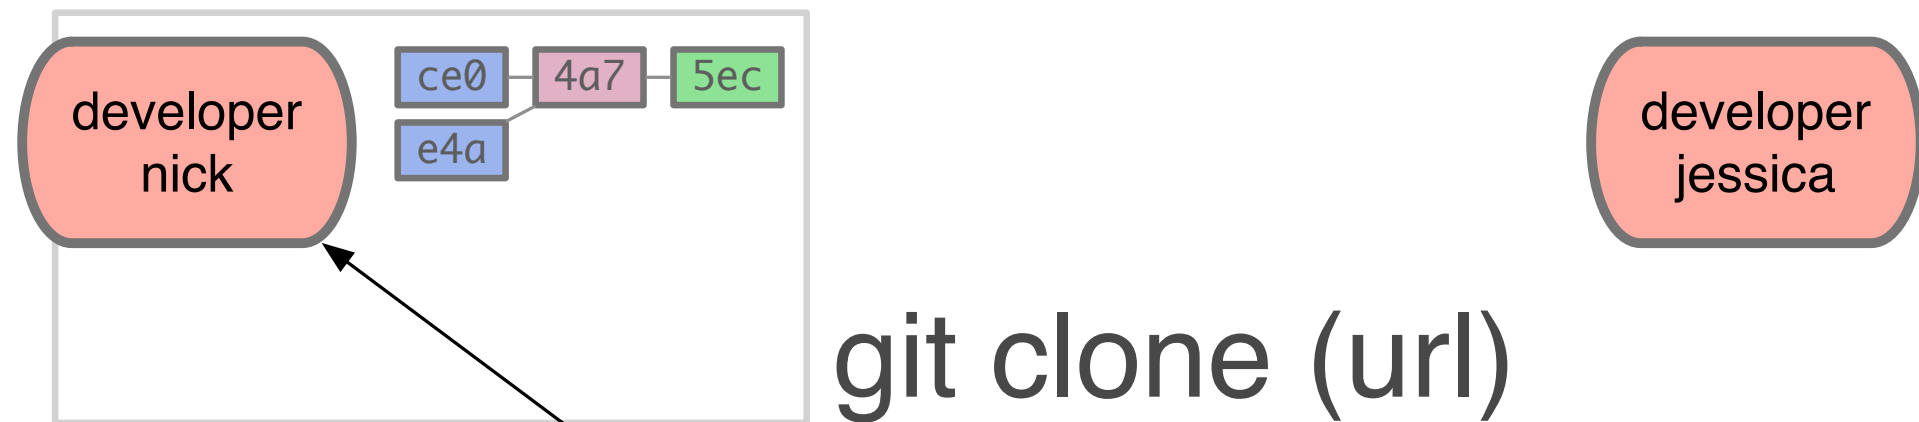 developer
nick
ce0
4a7
5ec
e4a
developer
jessica
git clone (url)